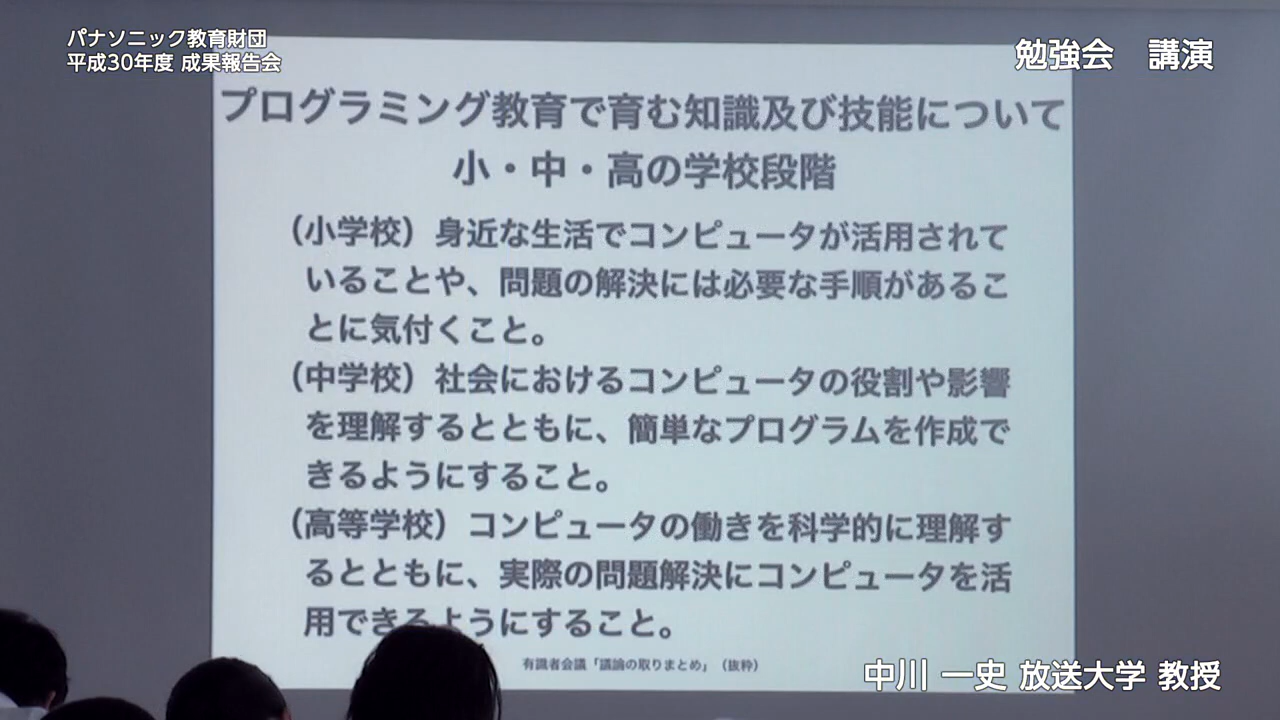 パナソニック教育財団
平成30年度 成果報告会
勉強会　講演
プログラミング教育で育む知識及び技能について
小・中・高の学校段階
（小学校）身近な生活でコンピュータが活用されて
いることや、問題の解決には必要な手順があるこ
とに気付くこと。
（中学校）社会におけるコンピュータの役割や影響
を理解するとともに、簡単なプログラムを作成で
きるようにすること。
（高等学校）コンピュータの働きを科学的に理解す
るとともに、実際の問題解決にコンピュータを活
用できるようにすること。
有識者会議「議論の取りまとめ」（抜粋）
中川 一史 放送大学 教授